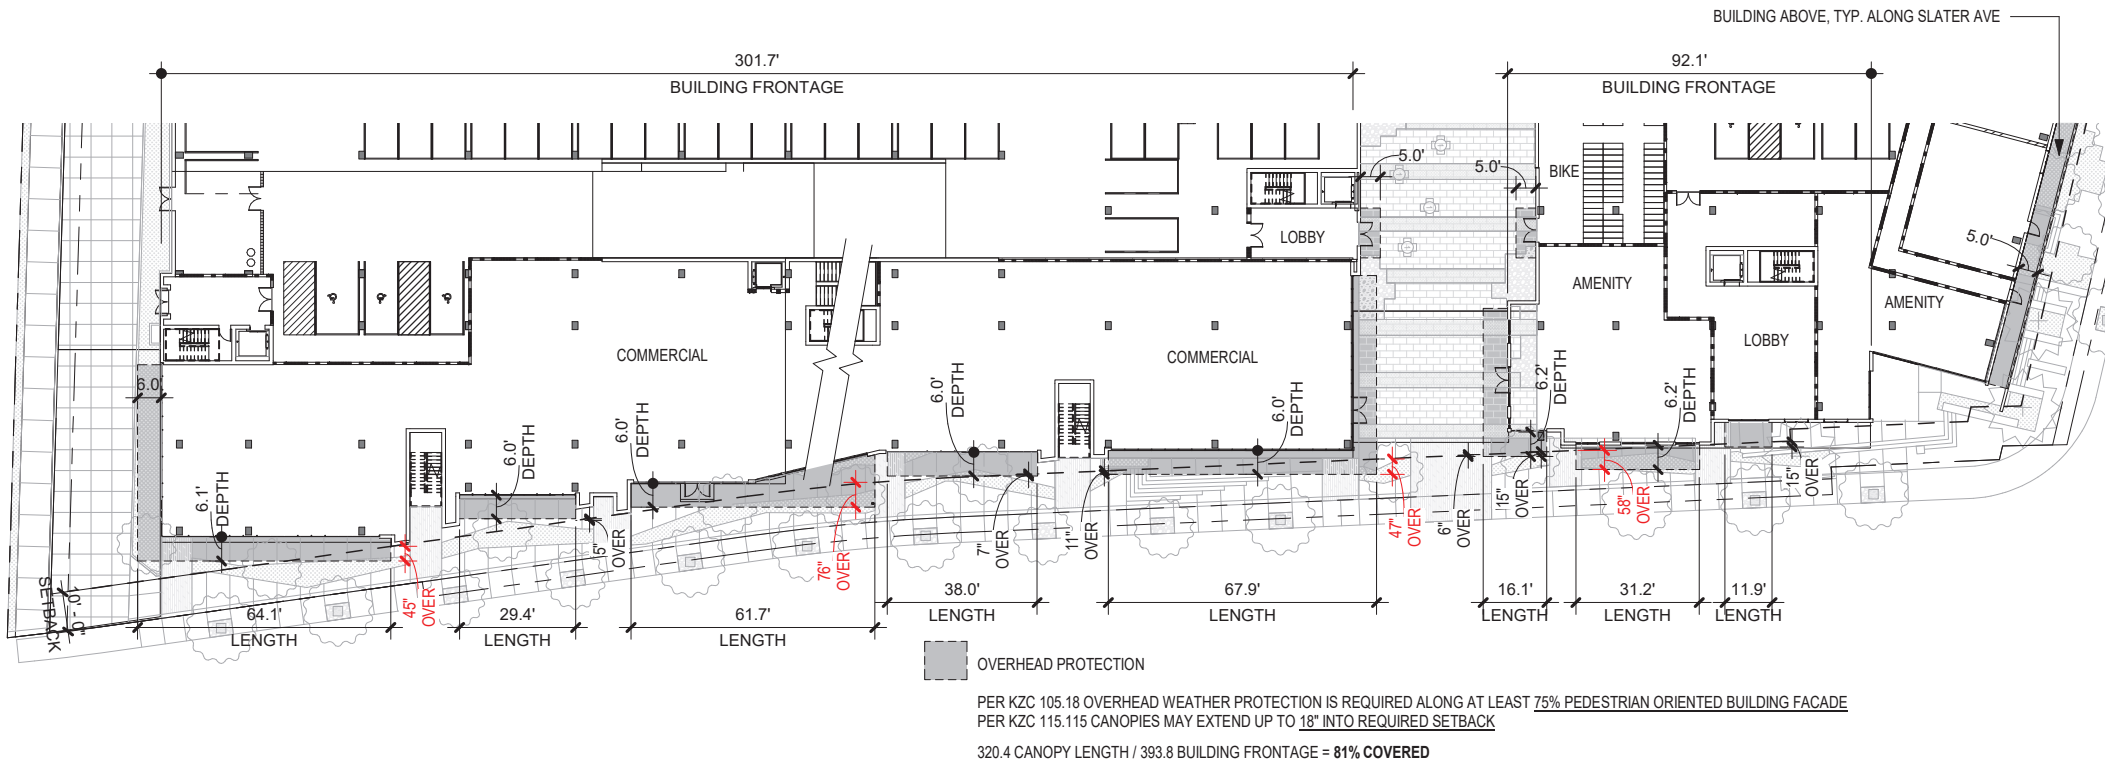 BUILDING ABOVE, TYP. ALONG SLATER AVE
301.7'
BUILDING FRONTAGE
92.1'
BUILDING FRONTAGE
5.0'
5.0'
BIKE
LOBBY
5.0'
AMENITY
AMENITY
LOBBY
COMMERCIAL
COMMERCIAL
6.0'
6.1'
DEPTH
6.0'
DEPTH
6.0'
DEPTH
6.0'
DEPTH
6.0'
DEPTH
6.2'
DEPTH
6.2'
DEPTH
45"
OVER
5"
OVER
76"
OVER
7"
OVER
11"
OVER
47"
OVER
6"
OVER
15"
OVER
58"
OVER
15"
OVER
10' - 0"
SETBACK
64.1'
LENGTH
29.4'
LENGTH
61.7'
LENGTH
38.0'
LENGTH
67.9'
LENGTH
16.1'
LENGTH
31.2'
LENGTH
11.9'
LENGTH
OVERHEAD PROTECTION
PER KZC 105.18 OVERHEAD WEATHER PROTECTION IS REQUIRED ALONG AT LEAST 75% PEDESTRIAN ORIENTED BUILDING FACADE
PER KZC 115.115 CANOPIES MAY EXTEND UP TO 18" INTO REQUIRED SETBACK
320.4 CANOPY LENGTH / 393.8 BUILDING FRONTAGE = 81% COVERED